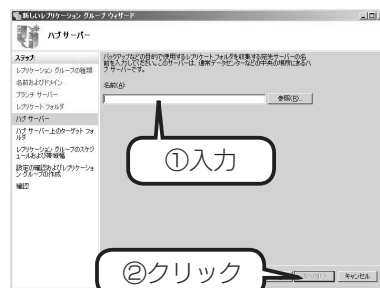 新しいレプリケーション グループ ウィザード
ハブ サーバー
ステップ:
レプリケーション グループの種類
名前およびドメイン
ブランチ サーバー
レプリケート フォルダ
ハブ サーバー
ハブ サーバー上のターゲット フォルダ
レプリケーション グループのスケジュールおよび帯域幅
設定の確認およびレプリケーション グループの作成
確認
バックアップなどの目的で使用するレプリケート フォルダを収集する宛先サーバーの名
前を入力してください。このサーバーは、通常データセンターなどの中央の場所にあるハ
ブ サーバーです。
名前(A):
参照(R)...
①入力
②クリック
次へ(N) >
キャンセル